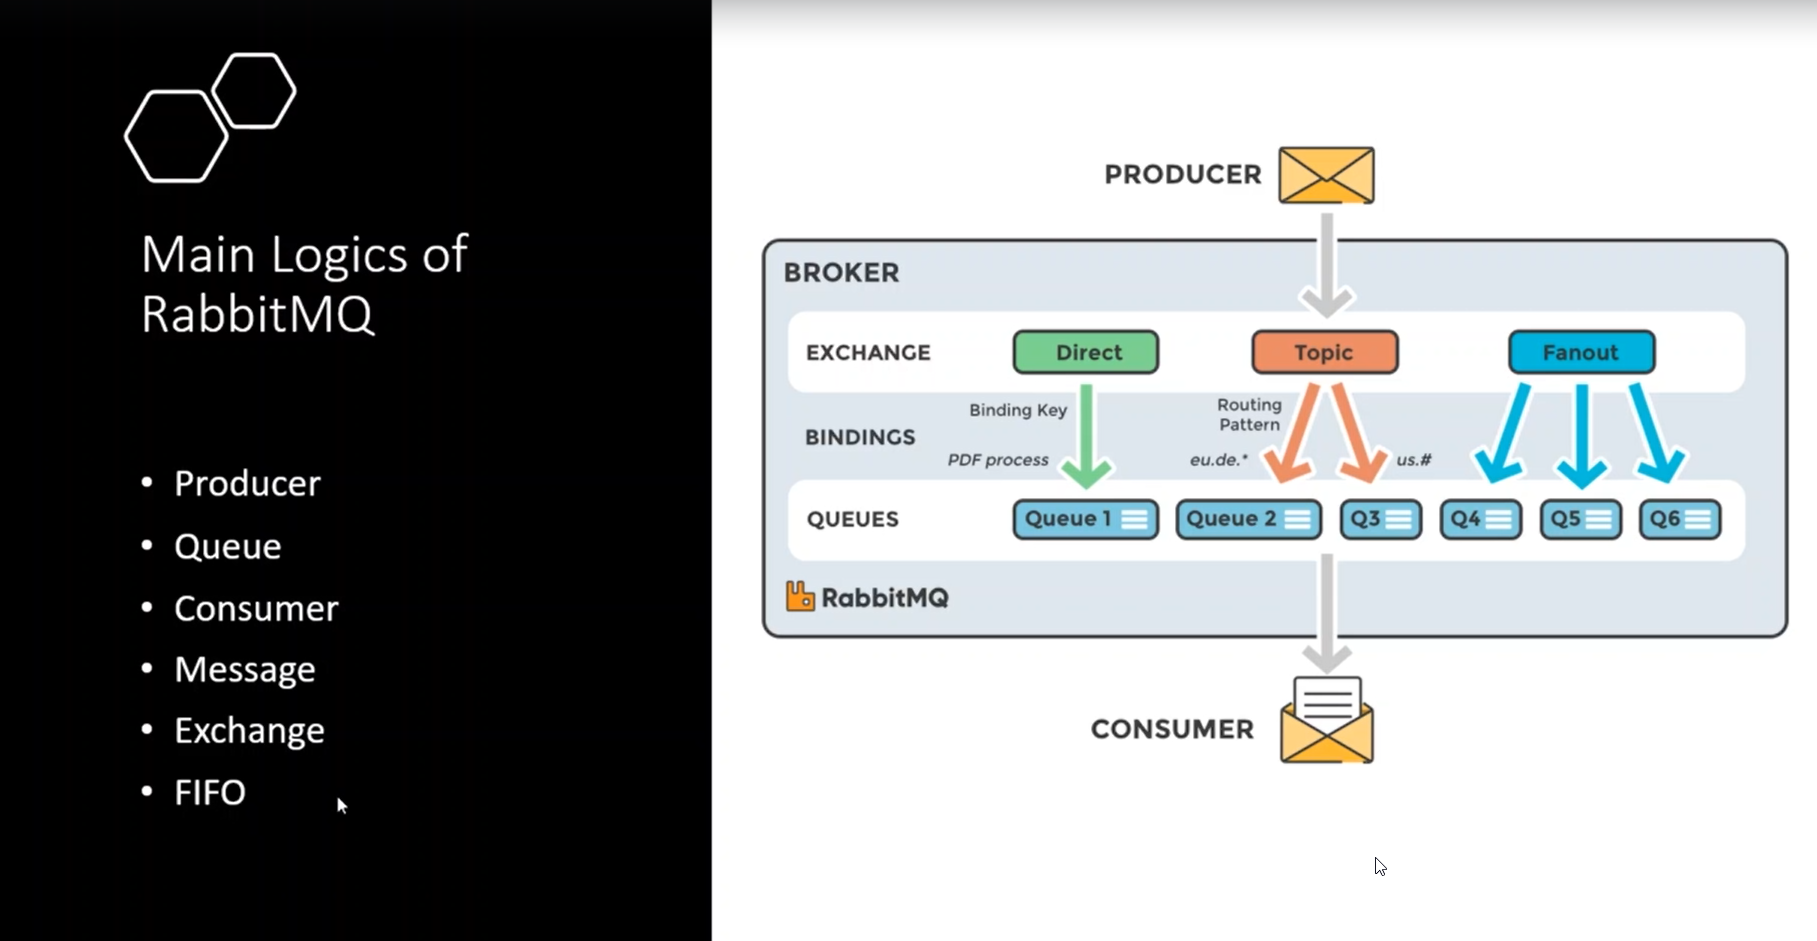 Main Logics of
RabbitMQ
• Producer
• Queue
• Consumer
• Message
• Exchange
• FIFO
PRODUCER
BROKER
EXCHANGE
Direct
Topic
Fanout
Binding Key
Routing
Pattern
BINDINGS
PDF process
eu.de.*
us.#
QUEUES
Queue 1
Queue 2
Q3
Q4
Q5
Q6
RabbitMQ
CONSUMER